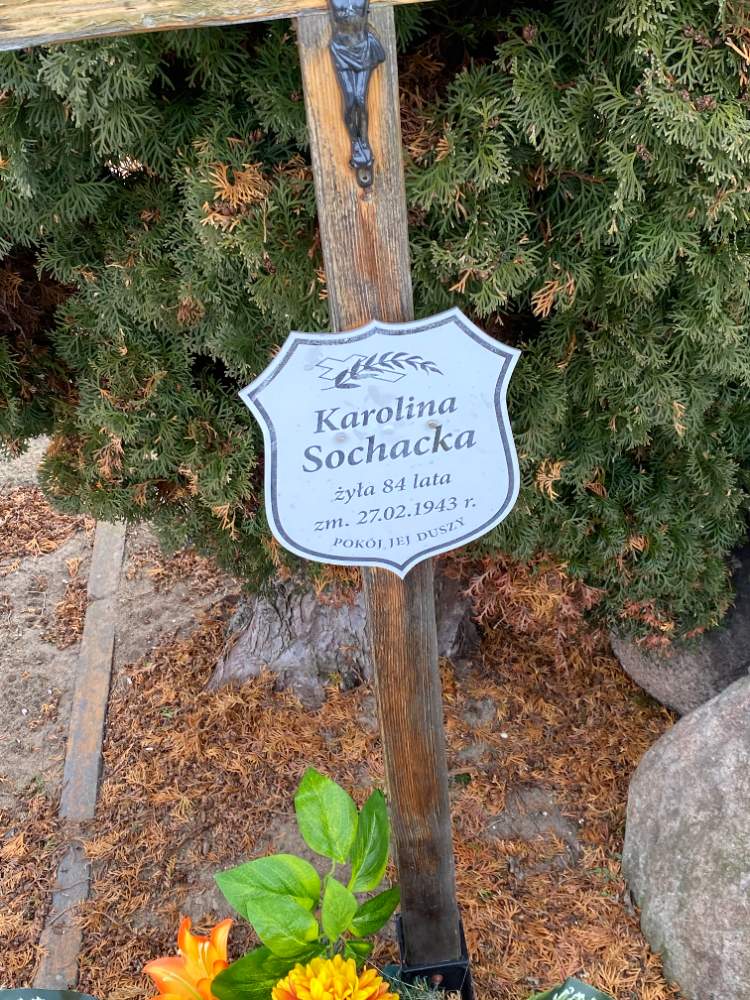 Karolina
Sochacka
żyła 84 lata
zm. 27.02.1943 r.
POKÓJ JEJ DUSZY